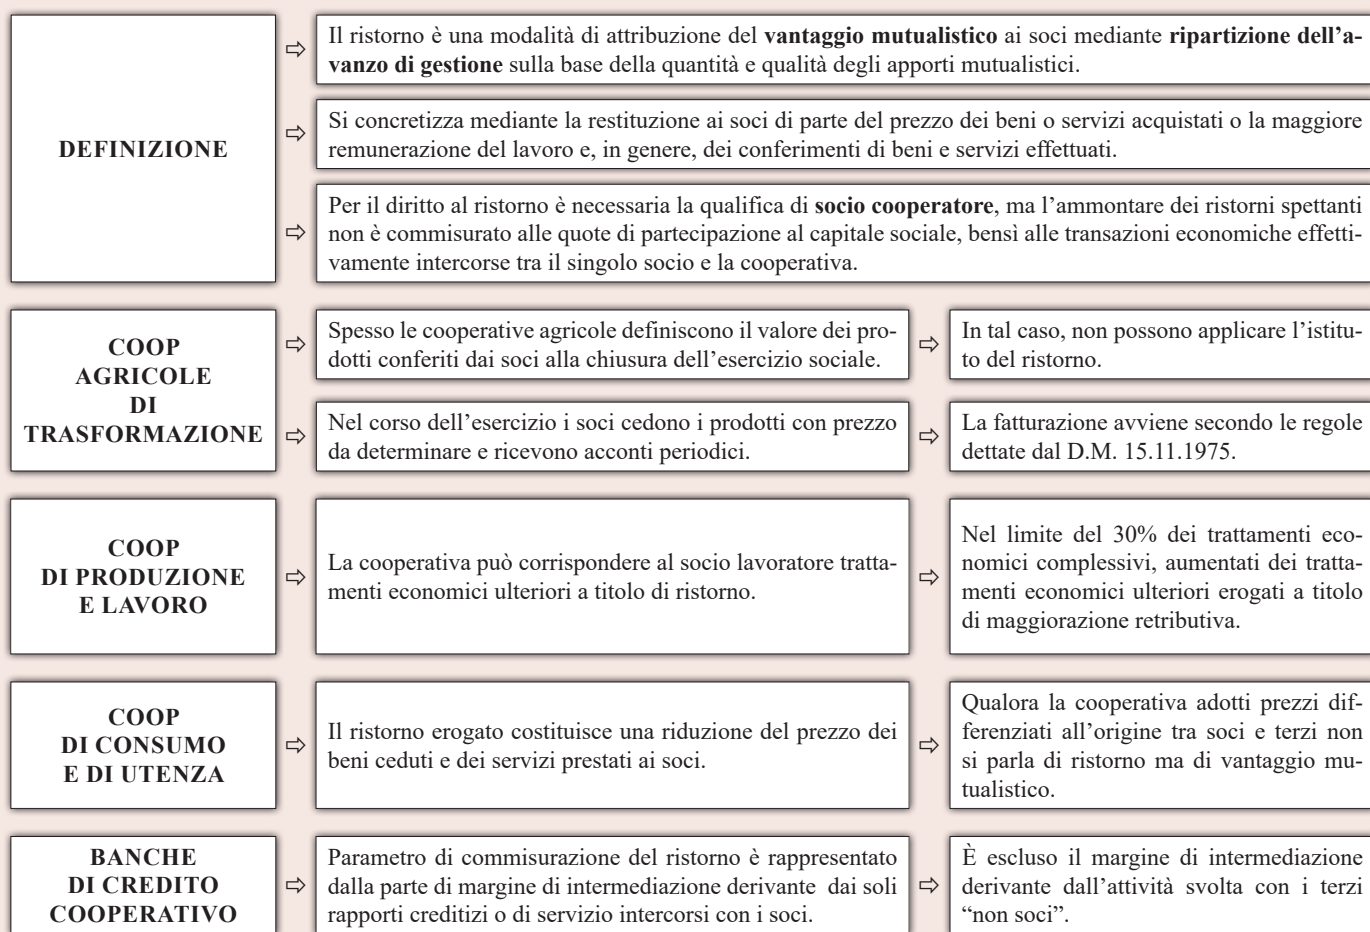 DEFINIZIONE
⇨
Il ristorno è una modalità di attribuzione del vantaggio mutualistico ai soci mediante ripartizione dell’a-
vanzo di gestione sulla base della quantità e qualità degli apporti mutualistici.
⇨
Si concretizza mediante la restituzione ai soci di parte del prezzo dei beni o servizi acquistati o la maggiore
remunerazione del lavoro e, in genere, dei conferimenti di beni e servizi effettuati.
⇨
Per il diritto al ristorno è necessaria la qualifica di socio cooperatore, ma l’ammontare dei ristorni spettanti
non è commisurato alle quote di partecipazione al capitale sociale, bensì alle transazioni economiche effetti-
vamente intercorse tra il singolo socio e la cooperativa.
COOP
AGRICOLE
DI
TRASFORMAZIONE
⇨
Spesso le cooperative agricole definiscono il valore dei pro-
dotti conferiti dai soci alla chiusura dell’esercizio sociale.
⇨
In tal caso, non possono applicare l’istitu-
to del ristorno.
⇨
Nel corso dell’esercizio i soci cedono i prodotti con prezzo
da determinare e ricevono acconti periodici.
⇨
La fatturazione avviene secondo le regole
dettate dal D.M. 15.11.1975.
COOP
DI PRODUZIONE
E LAVORO
⇨
La cooperativa può corrispondere al socio lavoratore tratta-
menti economici ulteriori a titolo di ristorno.
⇨
Nel limite del 30% dei trattamenti eco-
nomici complessivi, aumentati dei tratta-
menti economici ulteriori erogati a titolo
di maggiorazione retributiva.
COOP
DI CONSUMO
E DI UTENZA
⇨
Il ristorno erogato costituisce una riduzione del prezzo dei
beni ceduti e dei servizi prestati ai soci.
⇨
Qualora la cooperativa adotti prezzi dif-
ferenziati all’origine tra soci e terzi non
si parla di ristorno ma di vantaggio mu-
tualistico.
BANCHE
DI CREDITO
COOPERATIVO
⇨
Parametro di commisurazione del ristorno è rappresentato
dalla parte di margine di intermediazione derivante dai soli
rapporti creditizi o di servizio intercorsi con i soci.
⇨
È escluso il margine di intermediazione
derivante dall’attività svolta con i terzi
“non soci”.